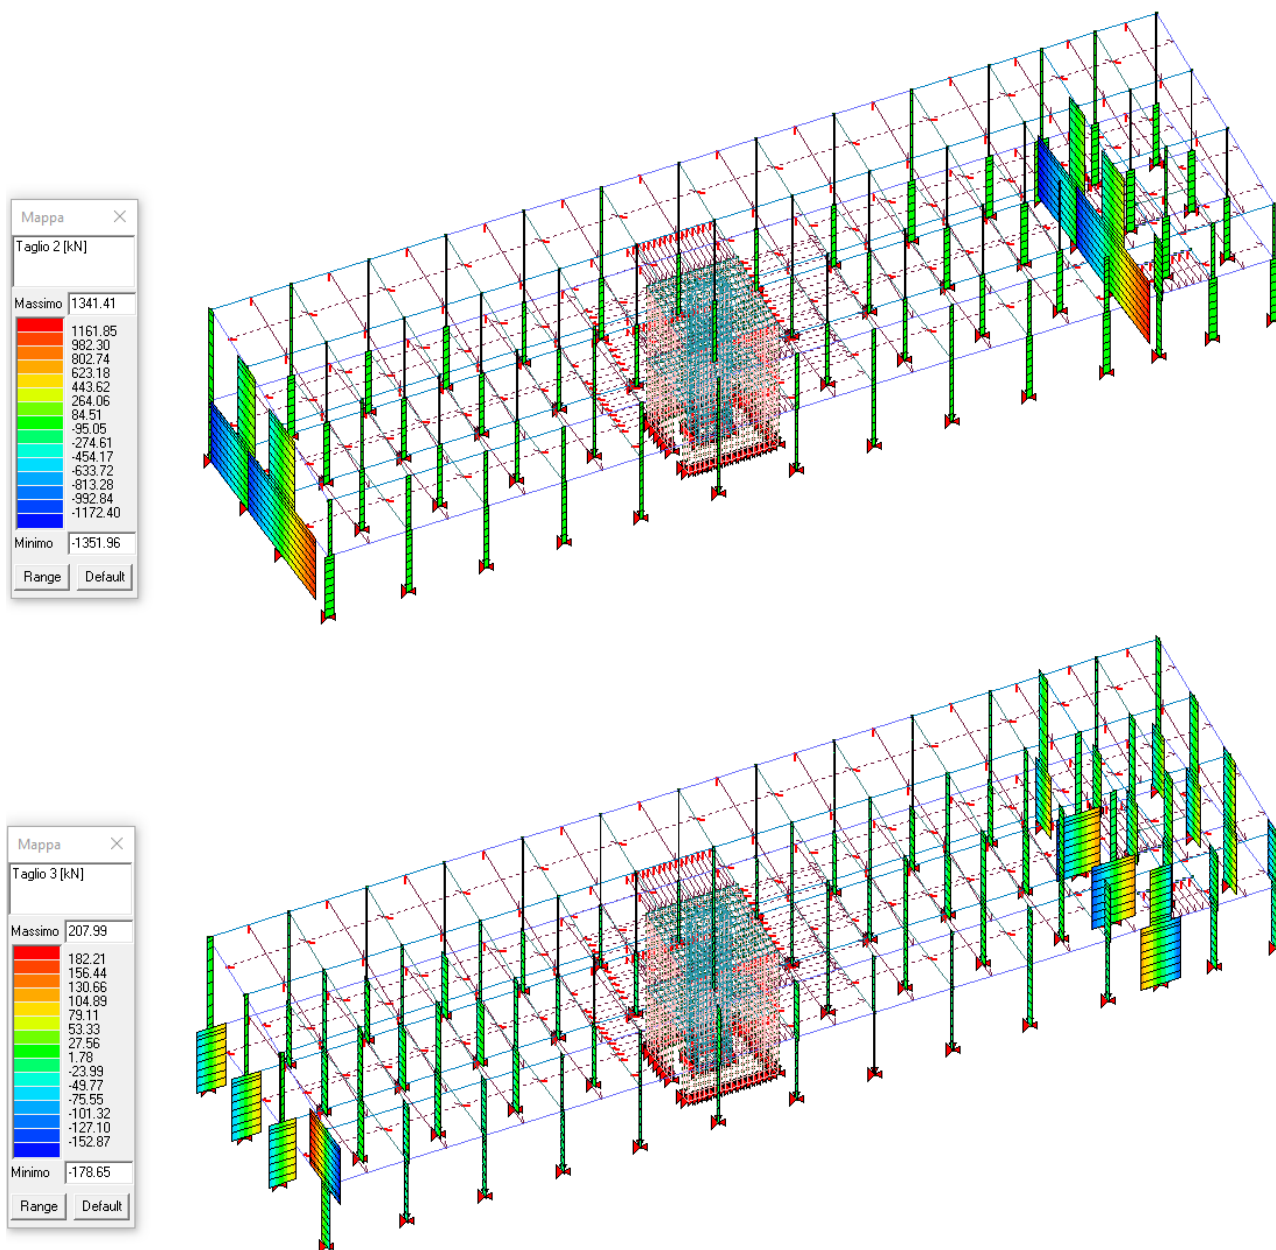 Mappa
Taglio 2 [kN]
Massimo 1341.41
1161.85
982.30
802.74
623.18
443.62
264.06
84.51
-95.05
-274.61
-454.17
-633.72
-813.28
-992.84
-1172.40
Minimo -1351.96
Range Default
Mappa
Taglio 3 [kN]
Massimo 207.99
182.21
156.44
130.66
104.89
79.11
53.33
27.56
1.78
-23.99
-49.77
-75.55
-101.32
-127.10
-152.87
Minimo -178.65
Range Default